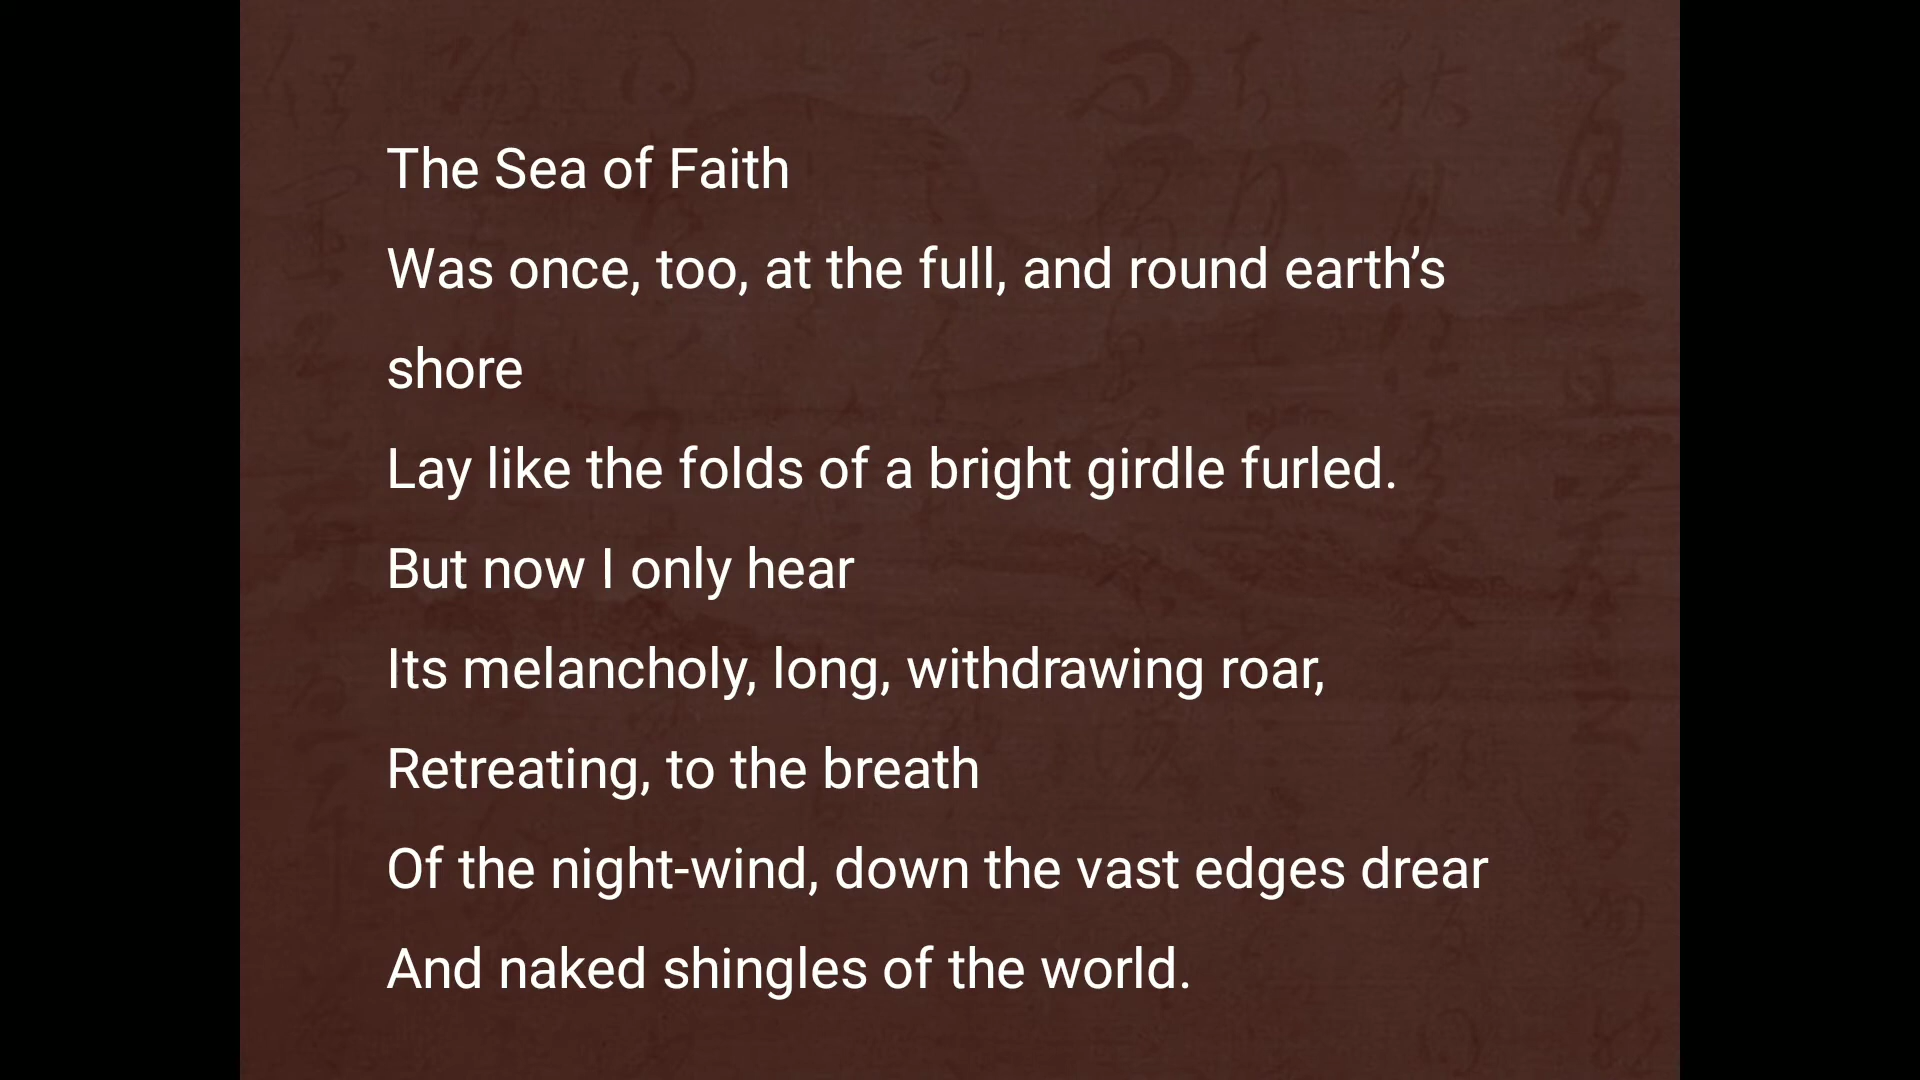 The Sea of Faith
Was once, too, at the full, and round earth’s
shore
Lay like the folds of a bright girdle furled.
But now I only hear
Its melancholy, long, withdrawing roar,
Retreating, to the breath
Of the night-wind, down the vast edges drear
And naked shingles of the world.